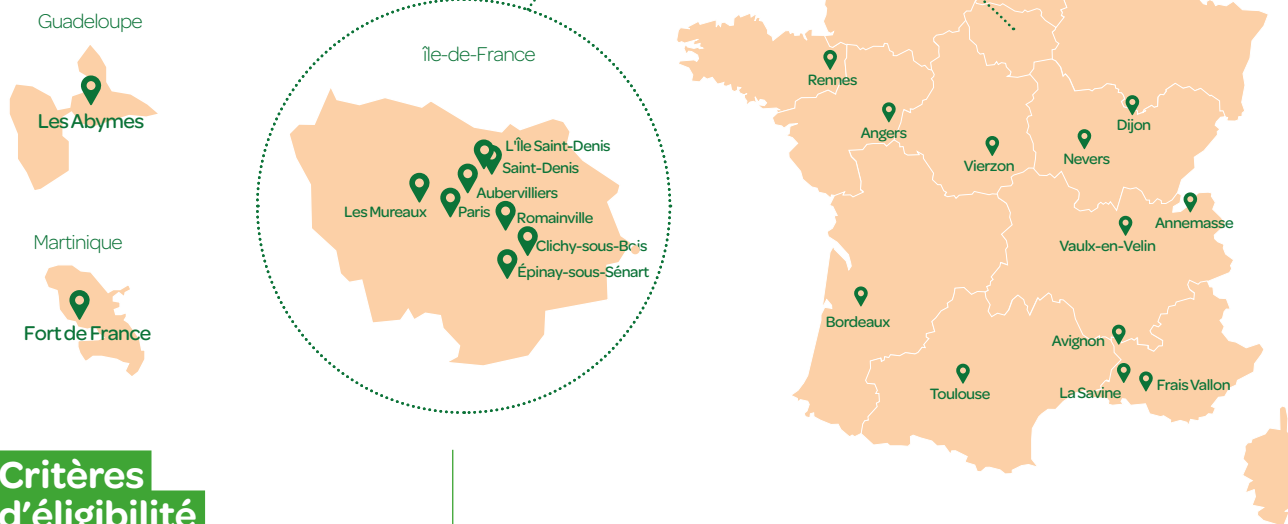 Guadeloupe
Les Abymes
Martinique
Fort de France
île-de-France
L'Île Saint-Denis
Saint-Denis
Aubervilliers
Les Mureaux
Paris
Romainville
Clichy-sous-Bois
Épinay-sous-Sénart
Rennes
Angers
Vierzon
Dijon
Nevers
Annemasse
Vaulx-en-Velin
Bordeaux
Avignon
Toulouse
La Savine
Frais Vallon
Critères
d'éligibilité